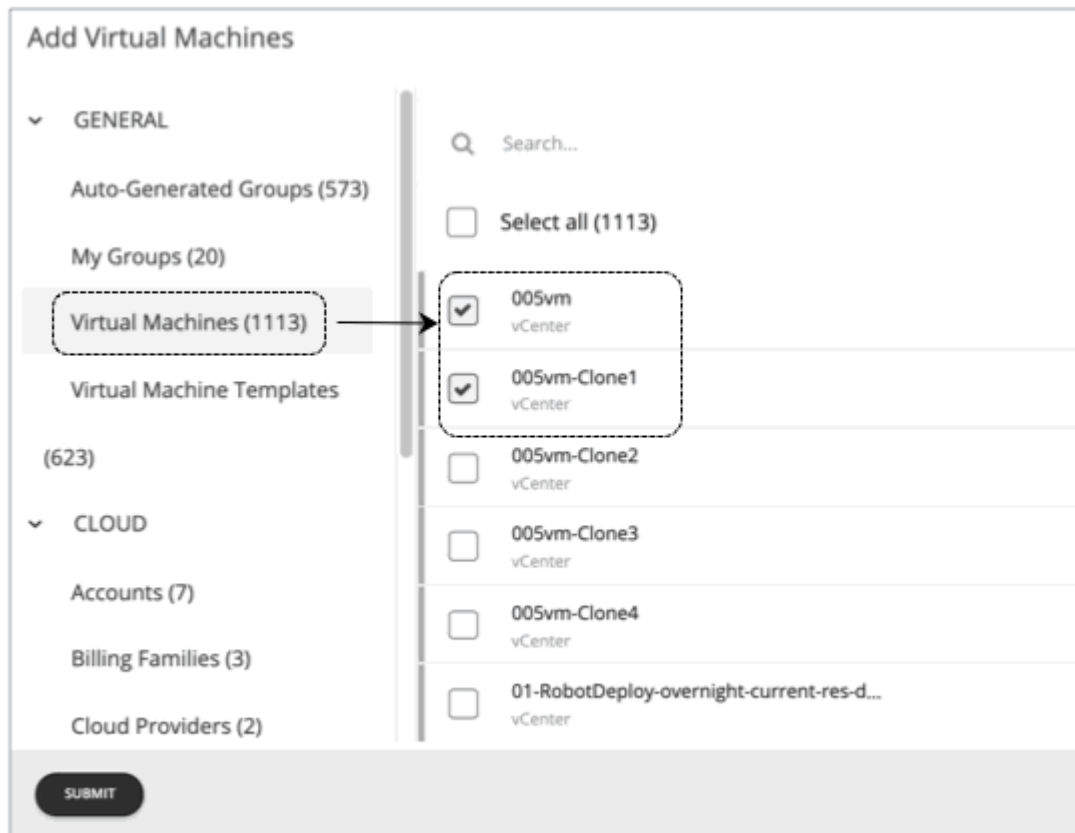 Add Virtual Machines
GENERAL
Auto-Generated Groups (573)
My Groups (20)
Virtual Machines (1113)
Virtual Machine Templates
(623)
CLOUD
Accounts (7)
Billing Families (3)
Cloud Providers (2)
Search...
Select all (1113)
005vm
vCenter
005vm-Clone1
vCenter
005vm-Clone2
vCenter
005vm-Clone3
vCenter
005vm-Clone4
vCenter
01-RobotDeploy-overnight-current-res-d...
vCenter
SUBMIT